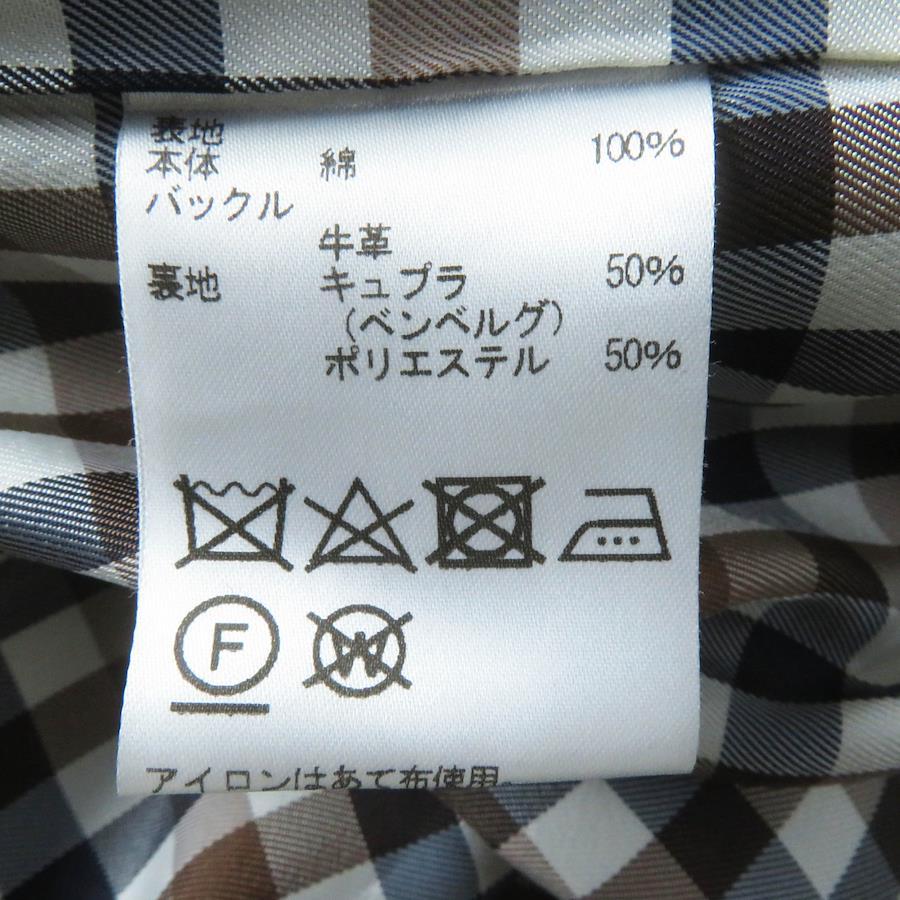 表地
本体 綿 100%
バックル
牛革
裏地 キュプラ 50%
(ベンベルグ)
ポリエステル 50%
F W
アイロンはあて布使用。